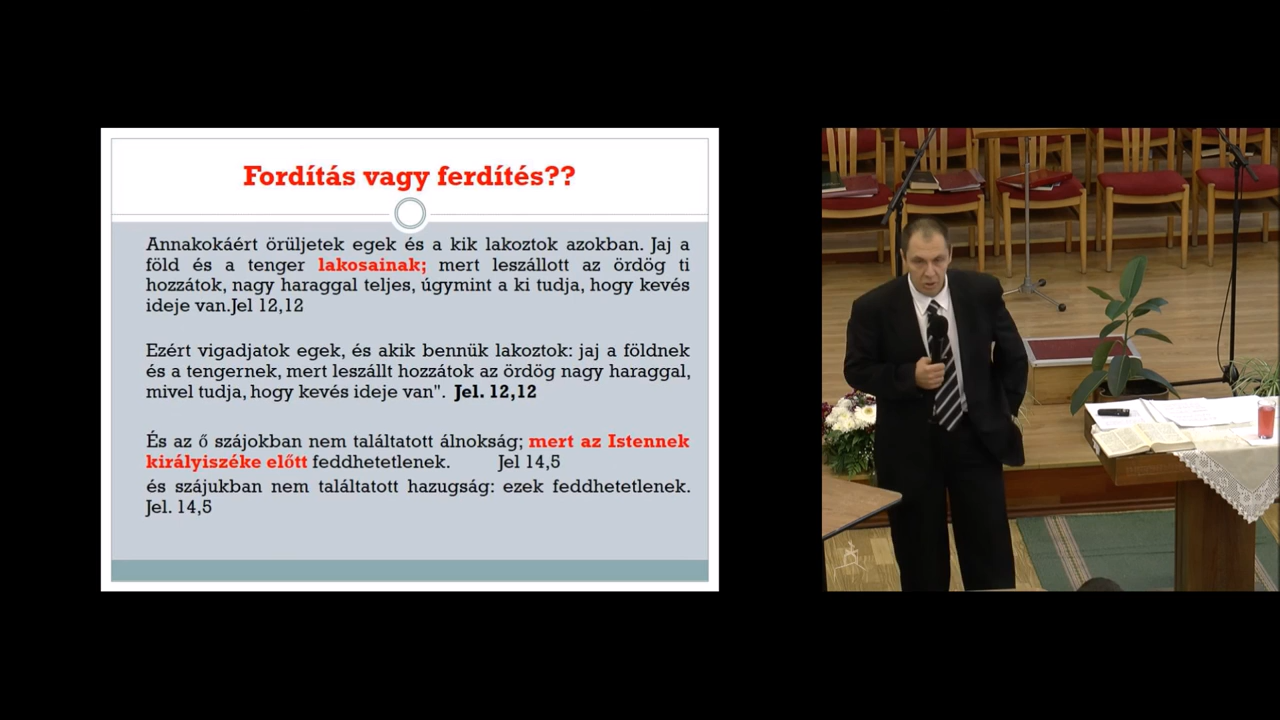 Fordítás vagy ferdítés??
Annakokáért örüljetek egek és a kik lakoztok azokban. Jaj a
föld és a tenger lakosainak; mert leszállott az ördög ti
hozzátok, nagy haraggal teljes, úgymint a ki tudja, hogy kevés
ideje van.Jel 12,12
Ezért vigadjatok egek, és akik bennük lakoztok: jaj a földnek
és a tengernek, mert leszállt hozzátok az ördög nagy haraggal,
mivel tudja, hogy kevés ideje van". Jel. 12,12
És az ő szájokban nem találtatott álnokság; mert az Istennek
királyiszéke előtt feddhetetlenek. Jel 14,5
és szájukban nem találtatott hazugság: ezek feddhetetlenek.
Jel. 14,5